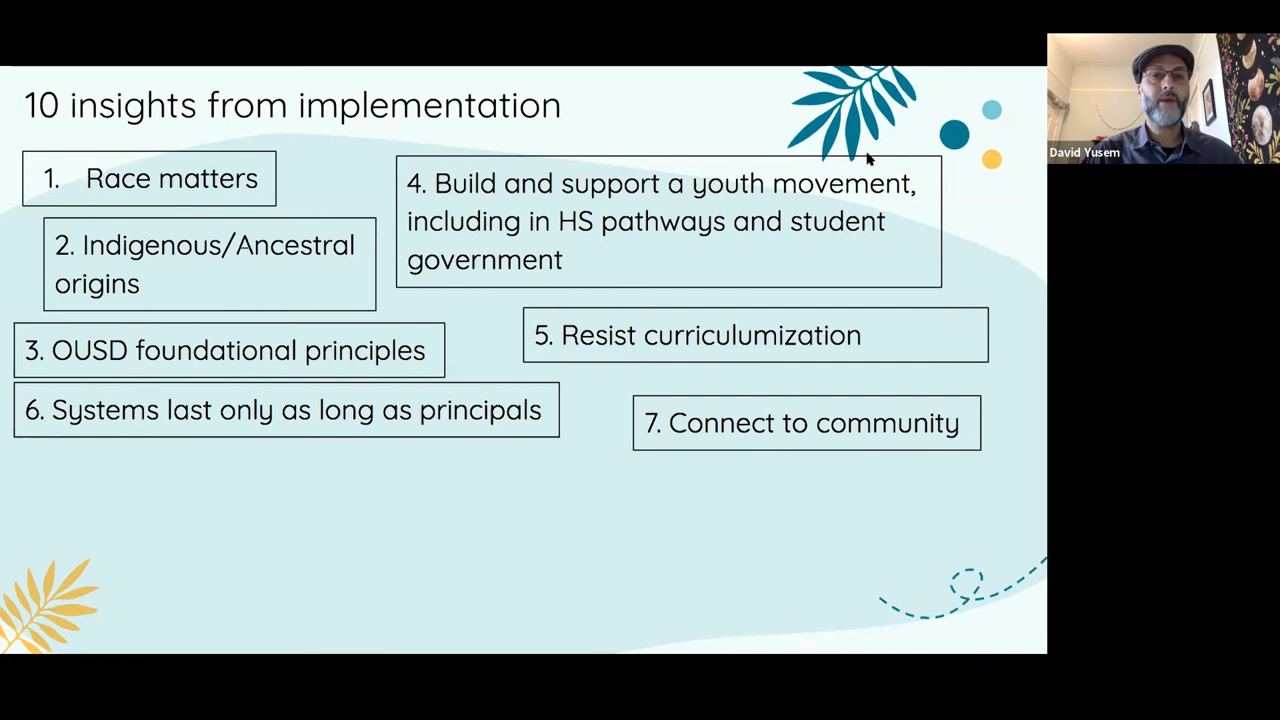 10 insights from implementation
1. Race matters
2. Indigenous/Ancestral
origins
3. OUSD foundational principles
4. Build and support a youth movement,
including in HS pathways and student
government
5. Resist curriculumization
6. Systems last only as long as principals
7. Connect to community
David Yusem